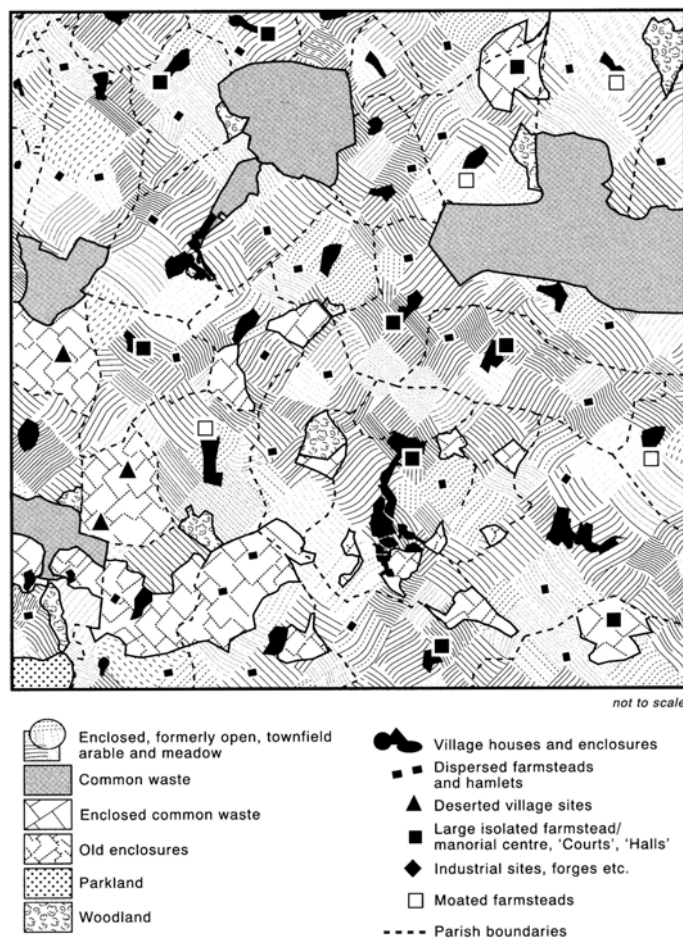 not to scale
Enclosed, formerly open, townfield
arable and meadow
Common waste
Enclosed common waste
Old enclosures
Parkland
Woodland
Village houses and enclosures
Dispersed farmsteads
and hamlets
Deserted village sites
Large isolated farmstead/
manorial centre, 'Courts', 'Halls'
Industrial sites, forges etc.
Moated farmsteads
Parish boundaries